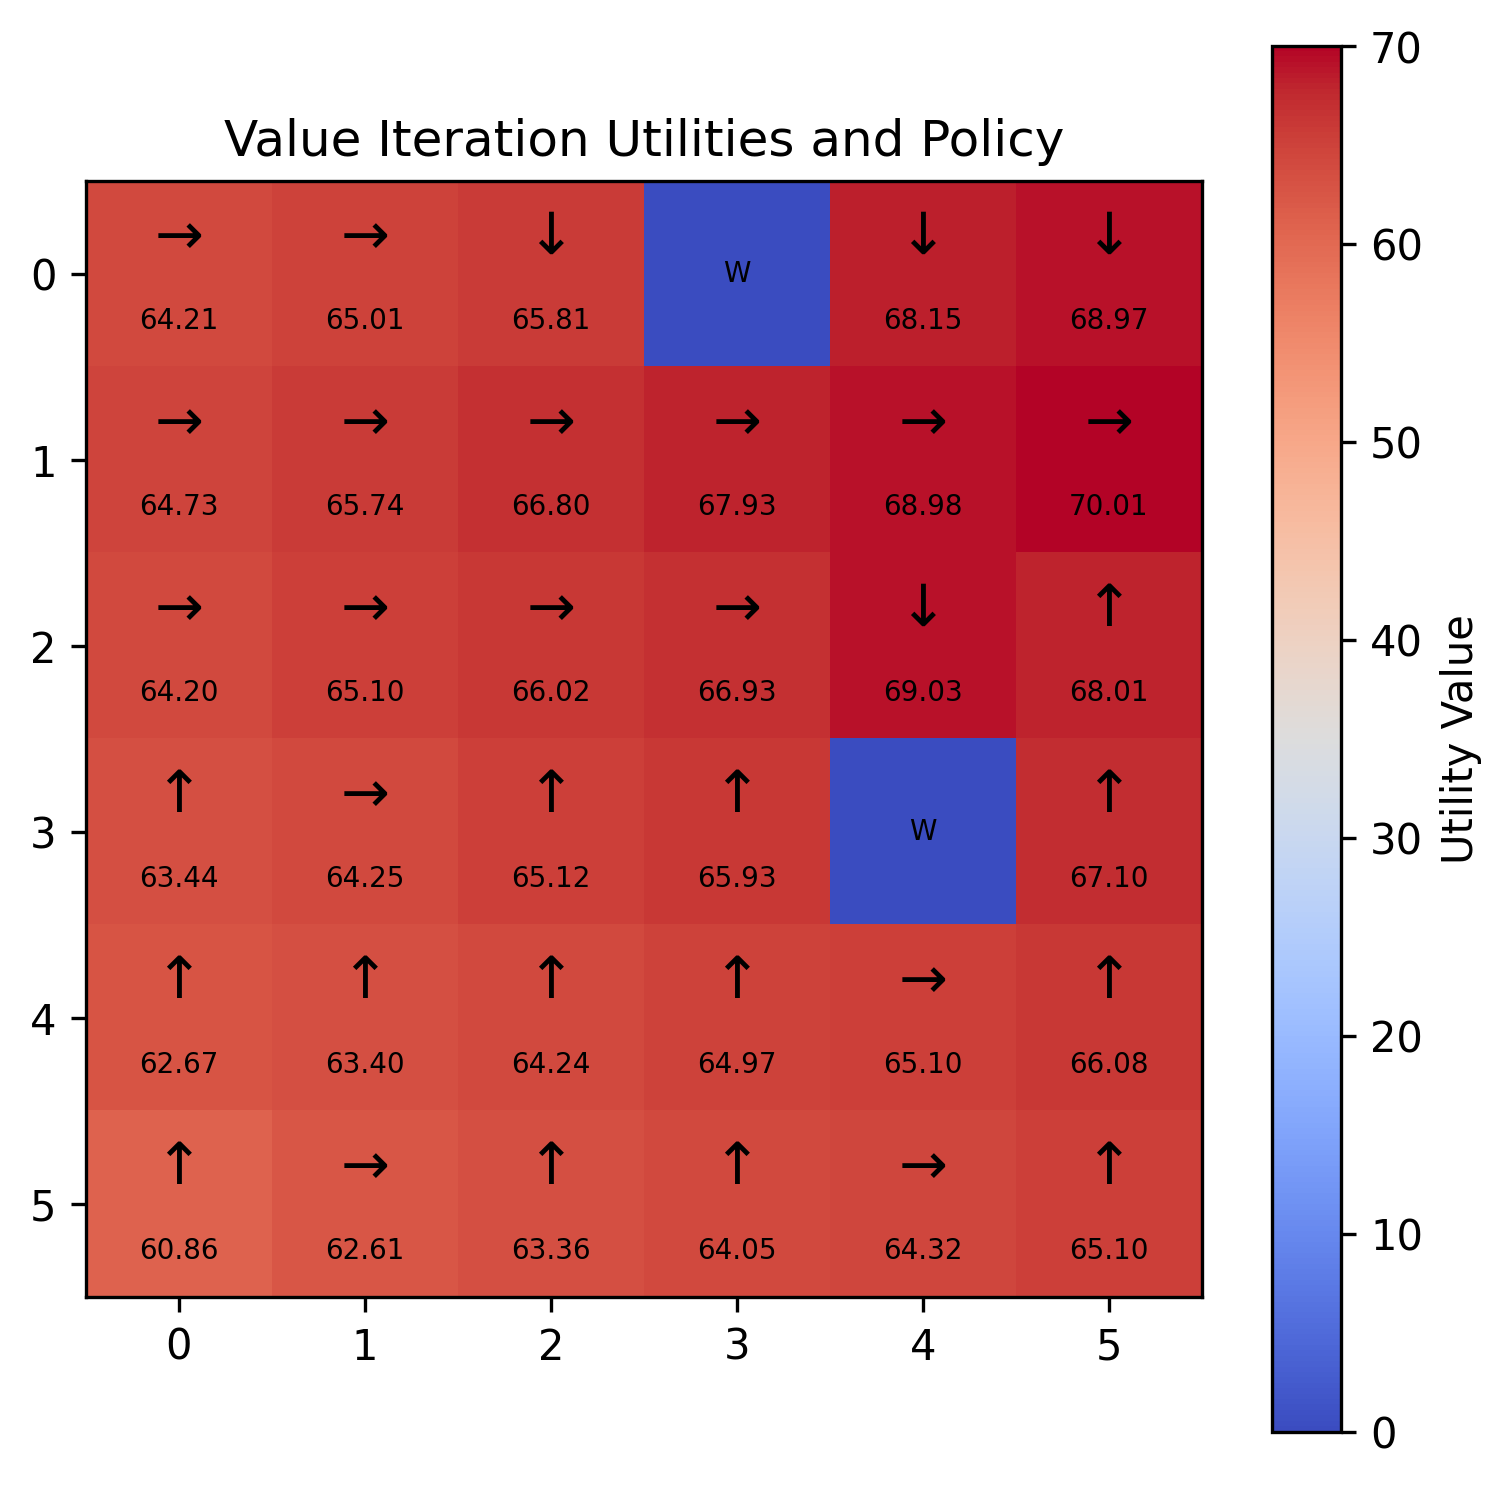 Value Iteration Utilities and Policy
0 → → ↓ W ↓ ↓
64.21 65.01 65.81 68.15 68.97
1 → → → → → →
64.73 65.74 66.80 67.93 68.98 70.01
2 → → → → ↓ ↑
64.20 65.10 66.02 66.93 69.03 68.01
3 ↑ → ↑ ↑ W ↑
63.44 64.25 65.12 65.93 67.10
4 ↑ ↑ ↑ ↑ → ↑
62.67 63.40 64.24 64.97 65.10 66.08
5 ↑ → ↑ ↑ → ↑
60.86 62.61 63.36 64.05 64.32 65.10
0 1 2 3 4 5
70
60
50
40
30
20
10
0
Utility Value